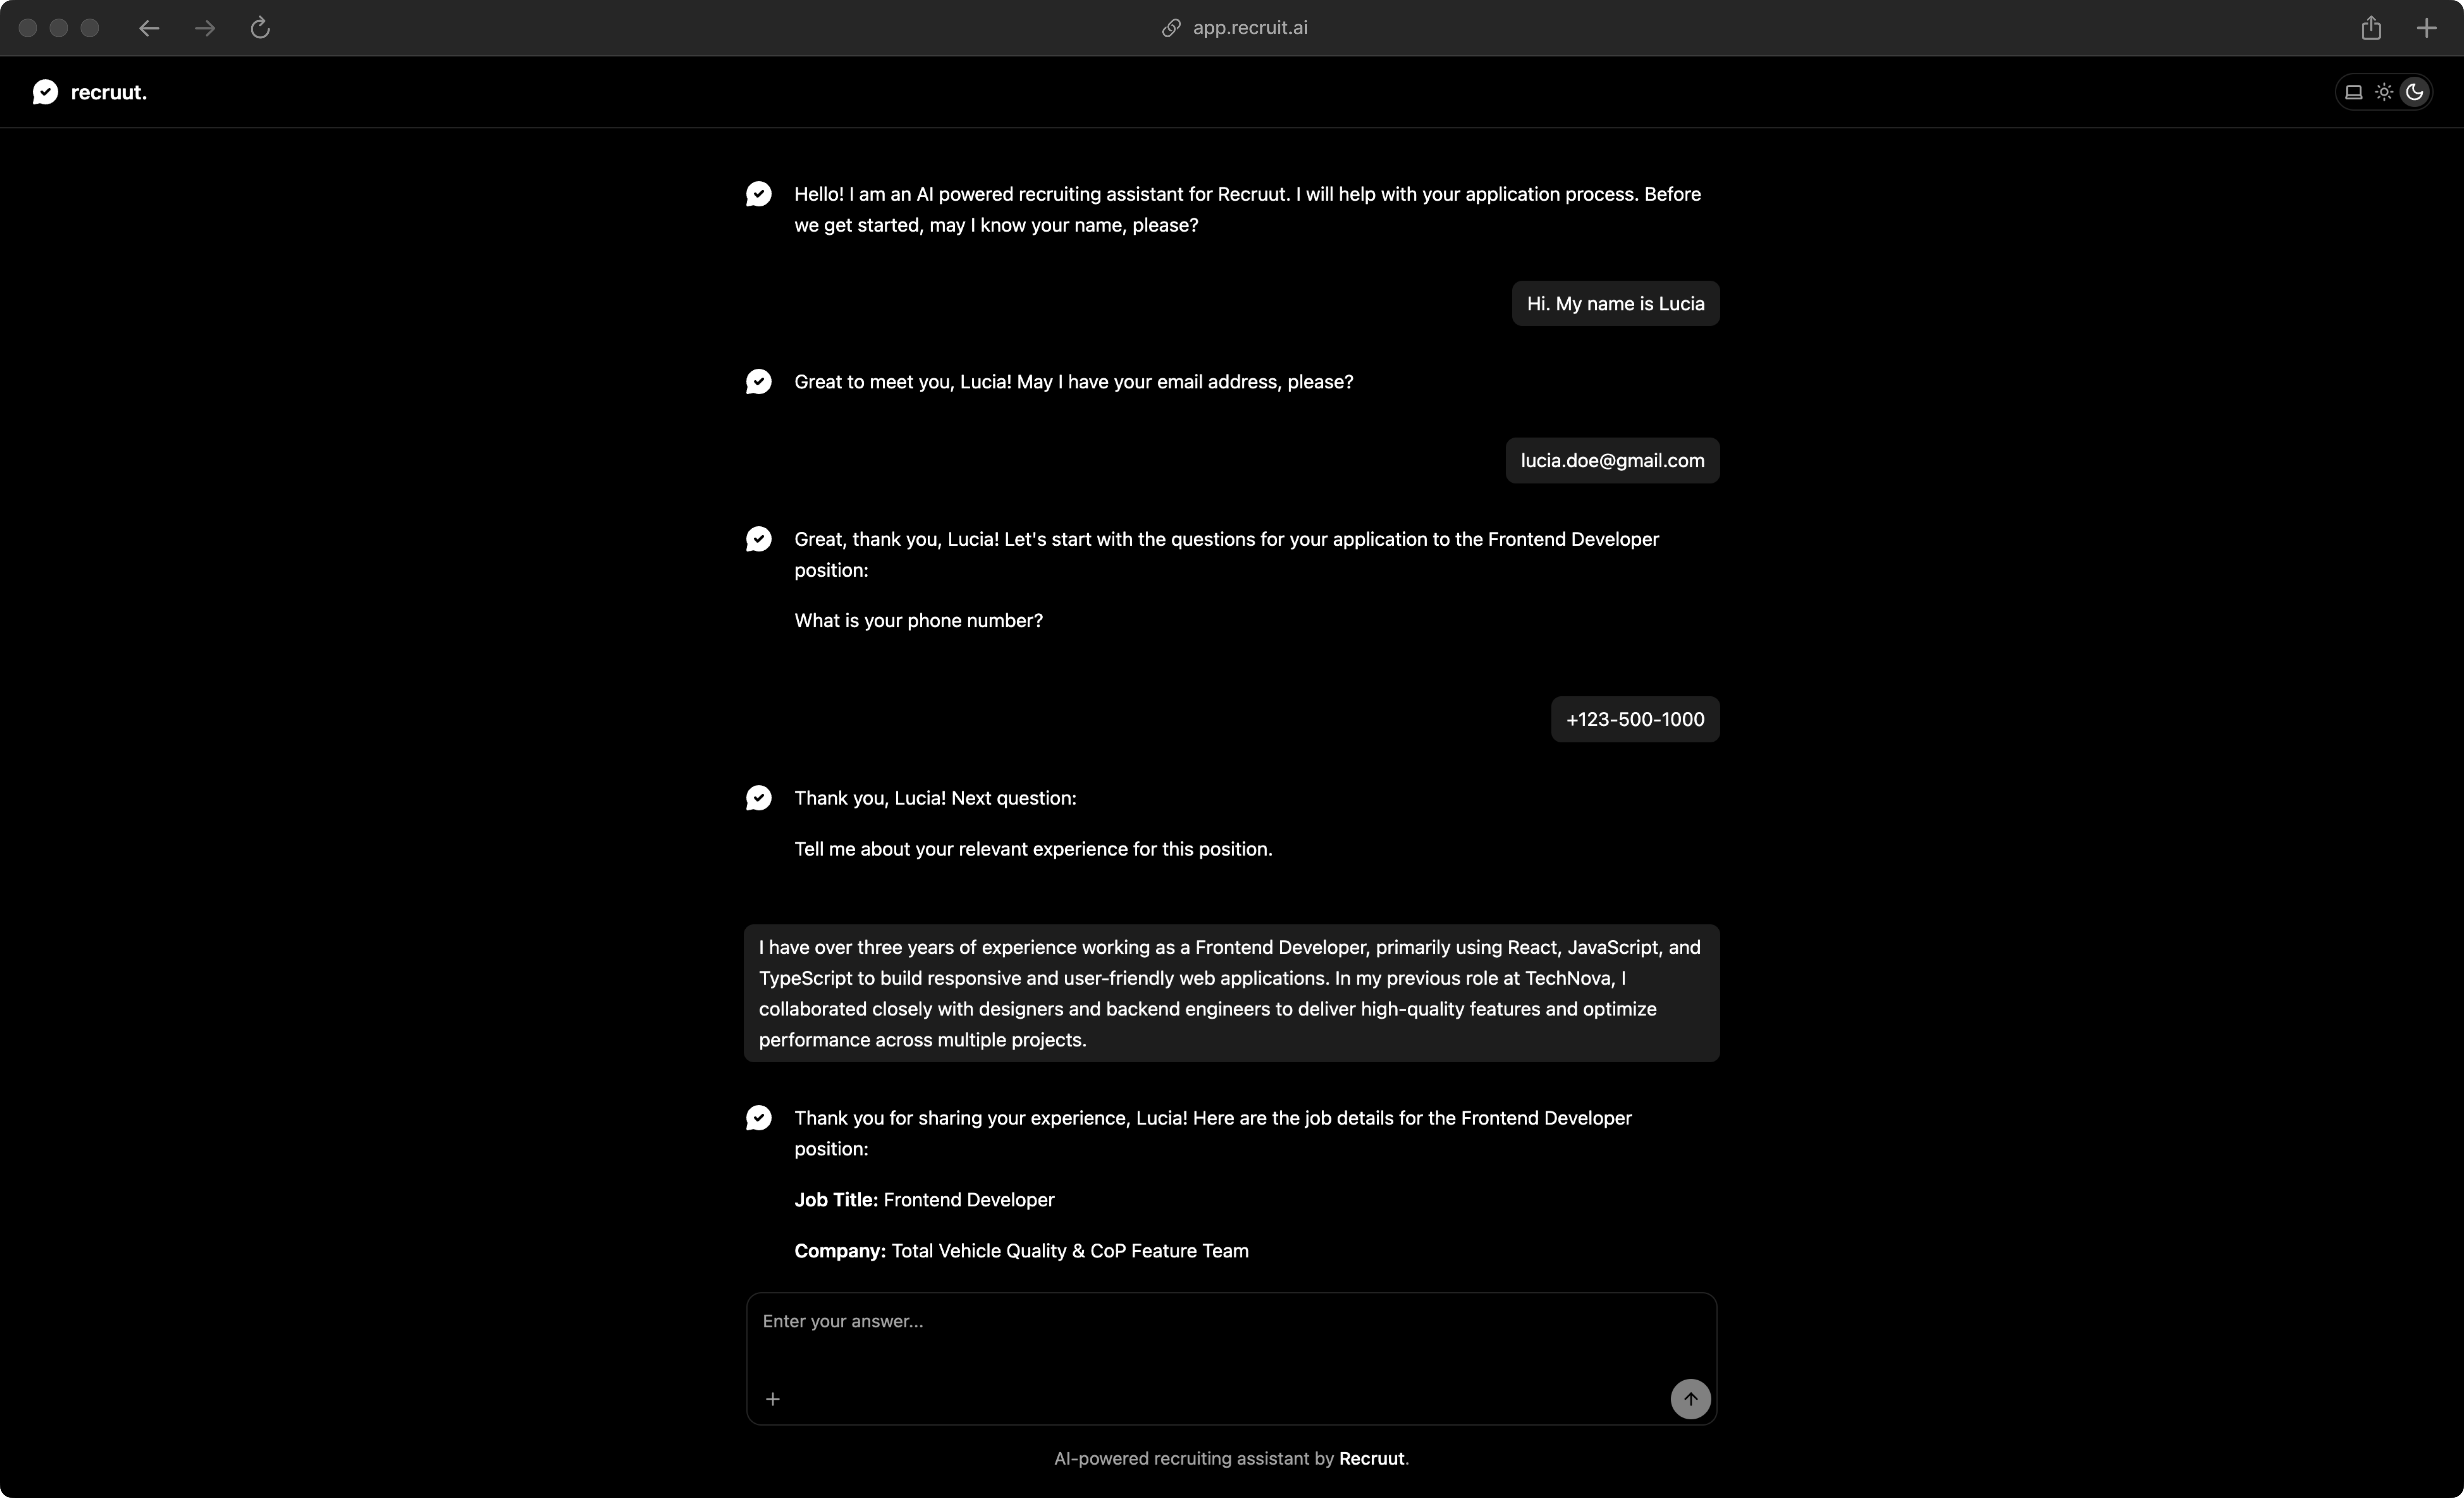 app.recruit.ai
recruut.
Hello! I am an AI powered recruiting assistant for Recruut. I will help with your application process. Before
we get started, may I know your name, please?
Hi. My name is Lucia
Great to meet you, Lucia! May I have your email address, please?
lucia.doe@gmail.com
Great, thank you, Lucia! Let's start with the questions for your application to the Frontend Developer
position:
What is your phone number?
+123-500-1000
Thank you, Lucia! Next question:
Tell me about your relevant experience for this position.
I have over three years of experience working as a Frontend Developer, primarily using React, JavaScript, and
TypeScript to build responsive and user-friendly web applications. In my previous role at TechNova, I
collaborated closely with designers and backend engineers to deliver high-quality features and optimize
performance across multiple projects.
Thank you for sharing your experience, Lucia! Here are the job details for the Frontend Developer
position:
Job Title: Frontend Developer
Company: Total Vehicle Quality & CoP Feature Team
Enter your answer...
AI-powered recruiting assistant by Recruut.